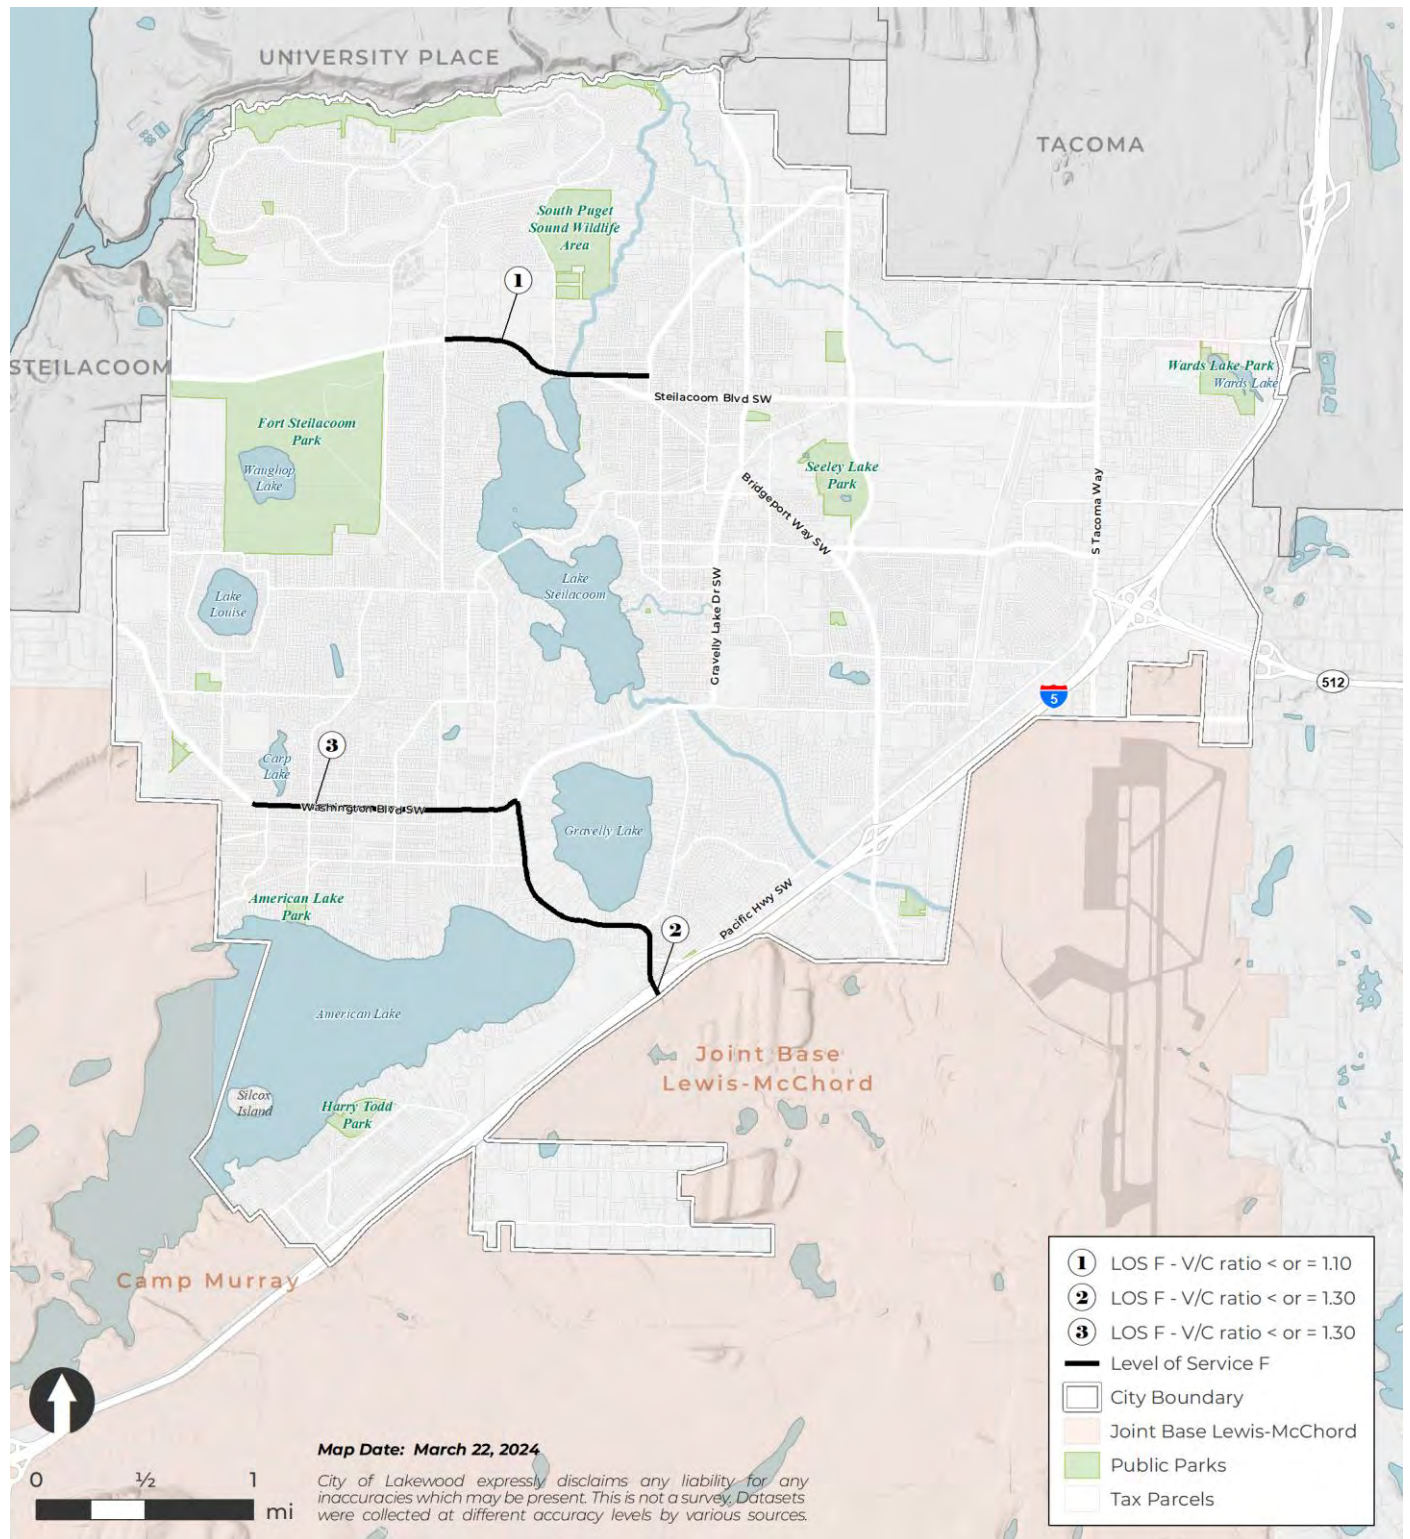 UNIVERSITY PLACE
TACOMA
South Puget
Sound Wildlife
Area
1
STEILACOOM
Wards Lake Park
Wards Lake
Steilacoom Blvd SW
Fort Steilacoom
Park
Waughop
Lake
Seeley Lake
Park
Bridgeport Way SW
S Tacoma Way
Lake
Steilacoom
Lake
Louise
Gravelly Lake Dr SW
512
5
3
Carp
Lake
Washington Blvd SW
Gravelly Lake
American Lake
Park
Pacific Hwy SW
2
American Lake
Joint Base
Lewis-McChord
Silcox
Island
Harry Todd
Park
Camp Murray
1 LOS F - V/C ratio < or = 1.10
2 LOS F - V/C ratio < or = 1.30
3 LOS F - V/C ratio < or = 1.30
Level of Service F
City Boundary
Joint Base Lewis-McChord
Public Parks
Tax Parcels
0 ½ 1
mi
Map Date: March 22, 2024
City of Lakewood expressly disclaims any liability for any
inaccuracies which may be present. This is not a survey. Datasets
were collected at different accuracy levels by various sources.